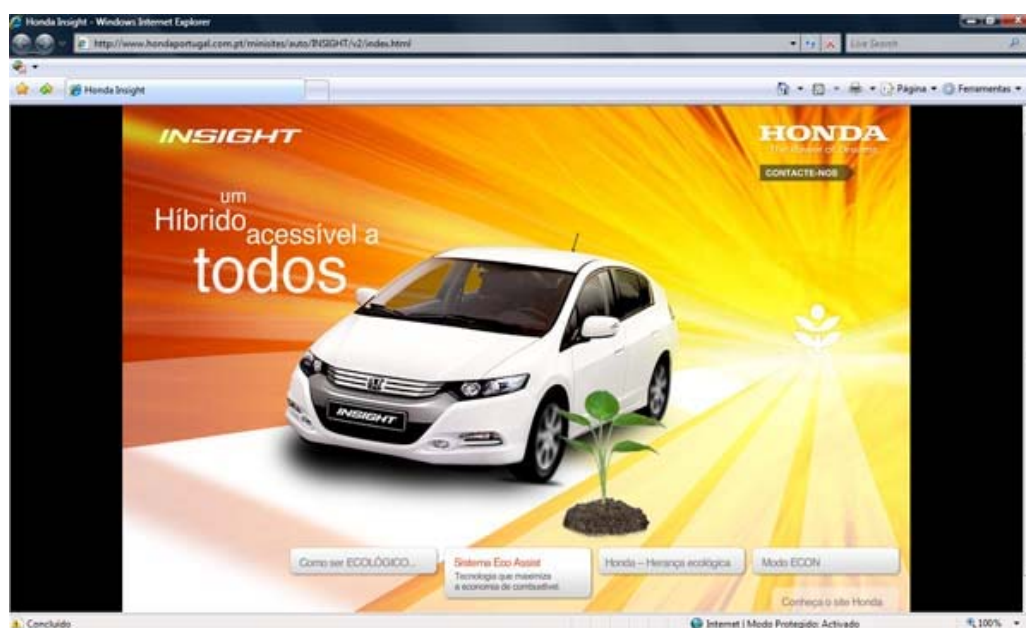 Honda Insight - Windows Internet Explorer
http://www.hondaportugal.com.pt/minisites/auto/INSIGHT/v2/index.html
Live Search
Honda Insight
Página
Ferramentas
INSIGHT
HONDA
The Power of Dreams
CONTACTE-NOS
um
Híbrido
acessível a
todos
INSIGHT
Como ser ECOLÓGICO...
Sistema Eco Assist
Tecnologia que maximiza
a economia de combustível.
Honda – Herança ecológica
Modo ECON
Conheça o site Honda
Concluído
Internet | Modo Protegido: Activado
100%